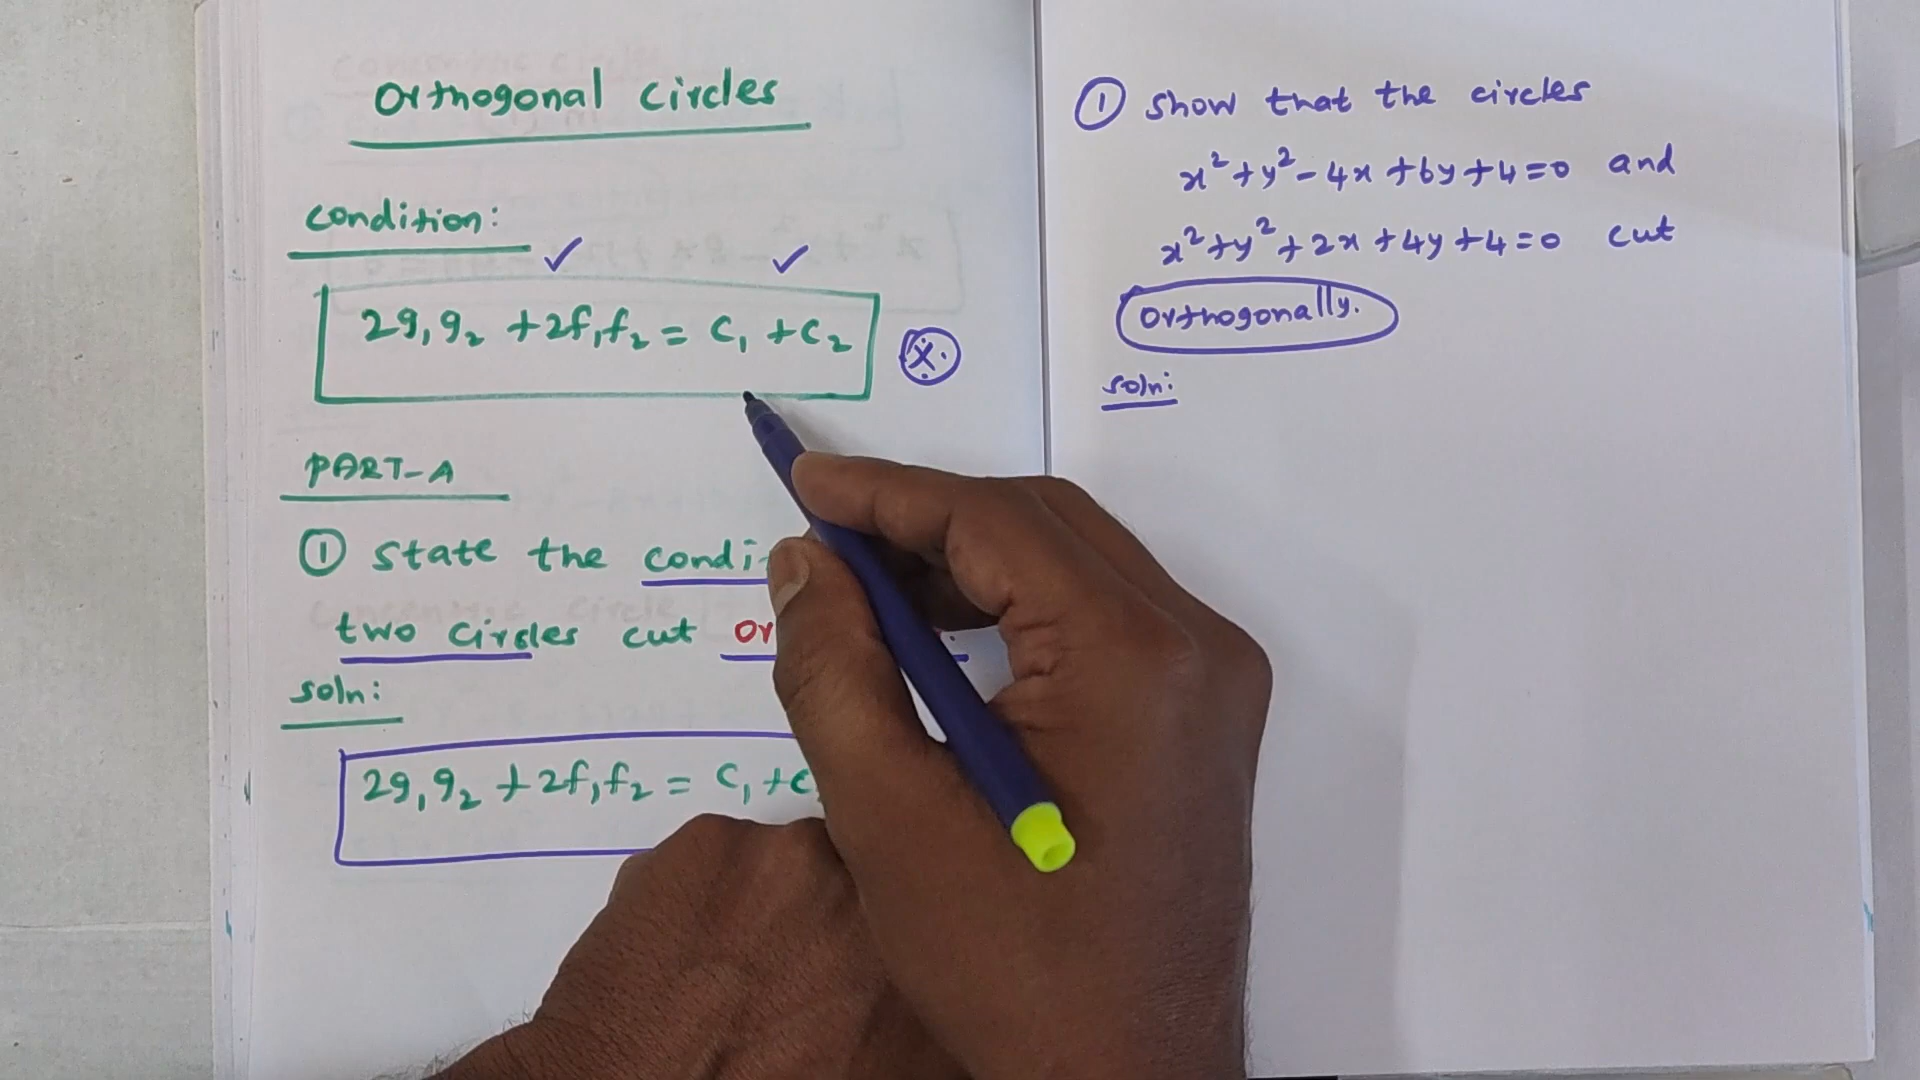 Orthogonal Circles
Condition:
2g₁g₂ + 2f₁f₂ = C₁ + C₂
PART-A
① State the
two circles cut
soln:
2g₁g₂ + 2f₁f₂ = C₁ +
① Show that the circles
x² + y² - 4x + 6y + 4 = 0 and
x² + y² + 2x + 4y + 4 = 0 cut
Orthogonally.
soln: